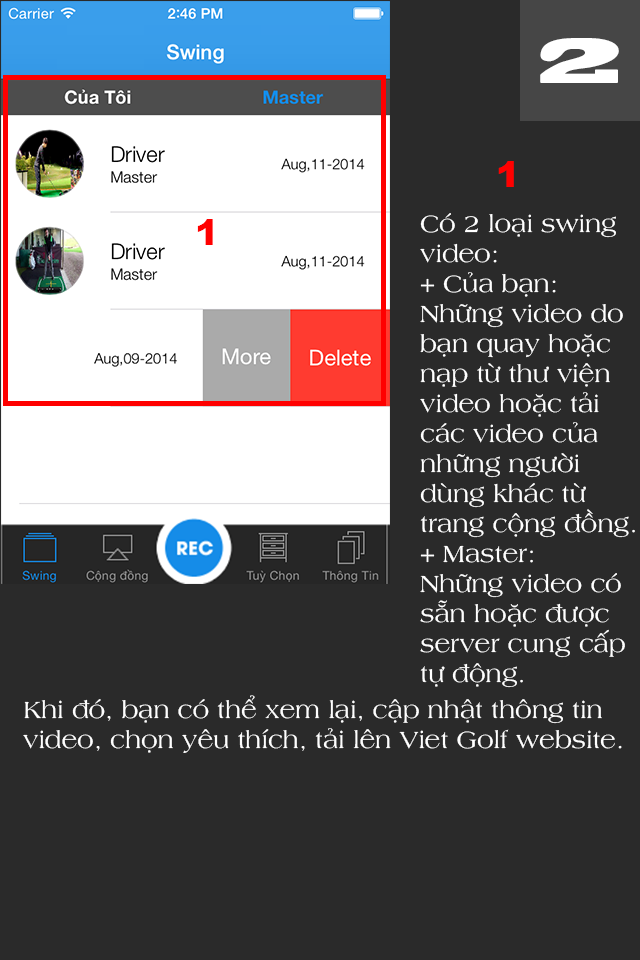 Carrier 2:46 PM
Swing
2
Của Tôi Master
Driver
Master
Aug,11-2014
1
Driver
Master
Aug,11-2014
Aug,09-2014 More Delete
REC
Swing Cộng đồng Tuỳ Chọn Thông Tin
1
Có 2 loại swing
video:
+ Của bạn:
Những video do
bạn quay hoặc
nạp từ thư viện
video hoặc tải
các video của
những người
dùng khác từ
trang cộng đồng.
+ Master:
Những video có
sẵn hoặc được
server cung cấp
tự động.
Khi đó, bạn có thể xem lại, cập nhật thông tin
video, chọn yêu thích, tải lên Viet Golf website.